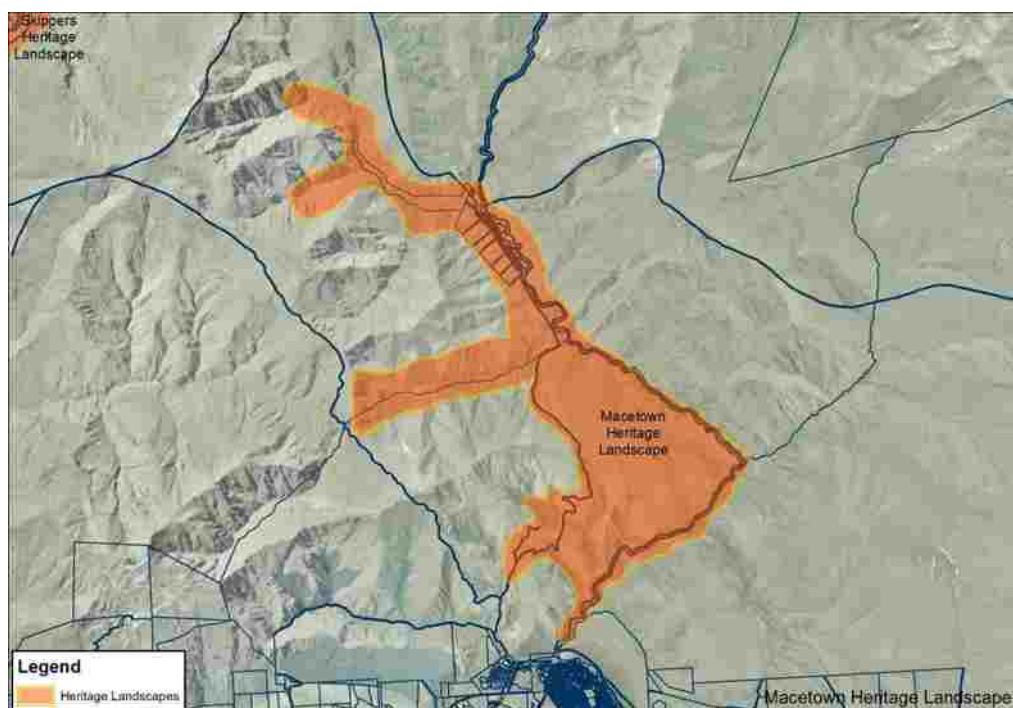 Skippers
Heritage
Landscape
Macetown
Heritage
Landscape
Legend
Heritage Landscapes
Macetown Heritage Landscape